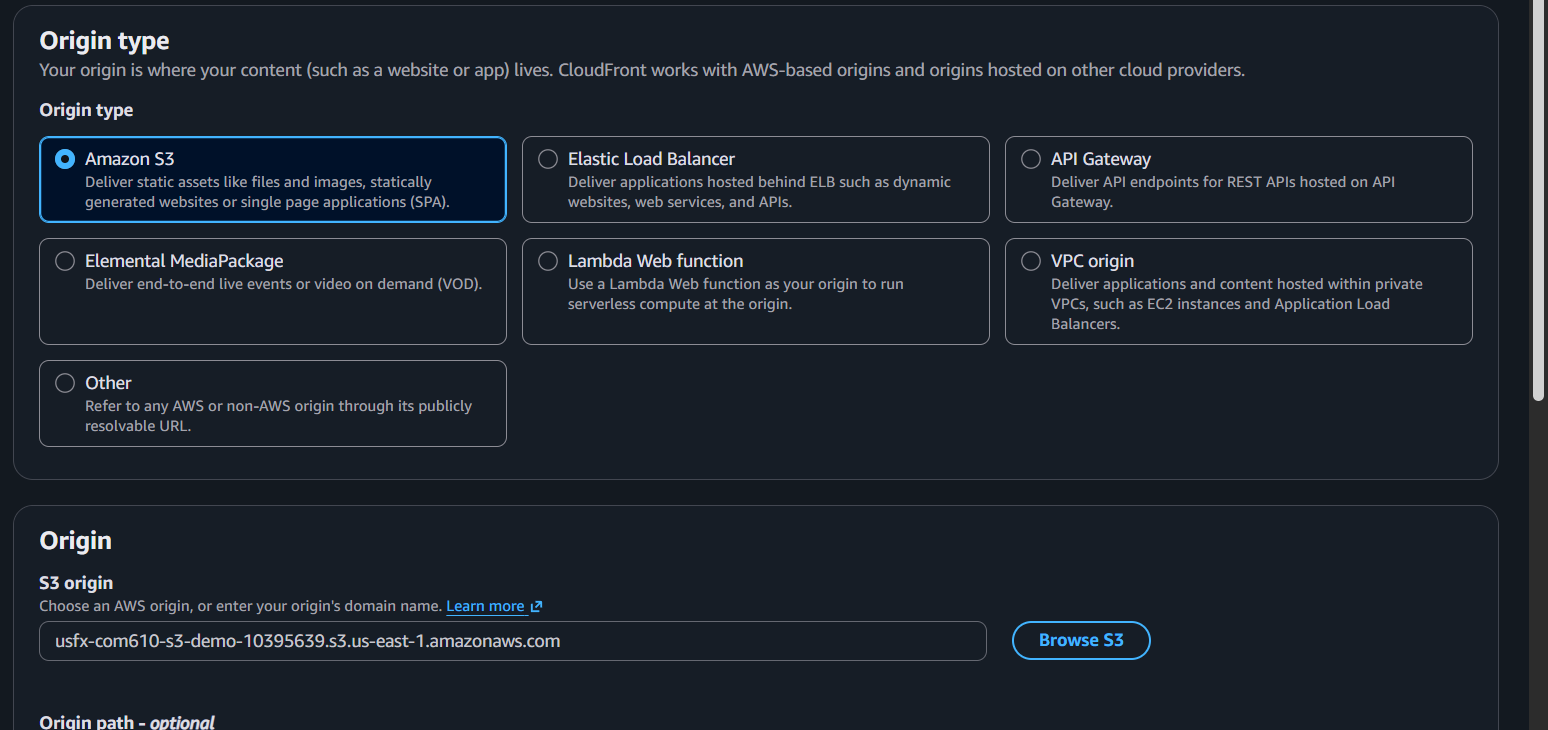 Origin type
Your origin is where your content (such as a website or app) lives. CloudFront works with AWS-based origins and origins hosted on other cloud providers.
Origin type
Amazon S3
Deliver static assets like files and images, statically
generated websites or single page applications (SPA).
Elastic Load Balancer
Deliver applications hosted behind ELB such as dynamic
websites, web services, and APIs.
API Gateway
Deliver API endpoints for REST APIs hosted on API
Gateway.
Elemental MediaPackage
Deliver end-to-end live events or video on demand (VOD).
Lambda Web function
Use a Lambda Web function as your origin to run
serverless compute at the origin.
VPC origin
Deliver applications and content hosted within private
VPCs, such as EC2 instances and Application Load
Balancers.
Other
Refer to any AWS or non-AWS origin through its publicly
resolvable URL.
Origin
S3 origin
Choose an AWS origin, or enter your origin's domain name. Learn more
usfx-com610-s3-demo-10395639.s3.us-east-1.amazonaws.com
Browse S3
Origin path - optional